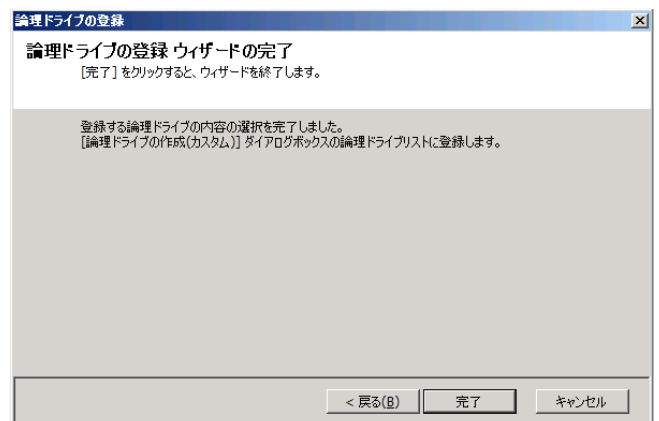 論理ドライブの登録
論理ドライブの登録 ウィザードの完了
[完了] をクリックすると、ウィザードを終了します。
登録する論理ドライブの内容の選択を完了しました。
[論理ドライブの作成(カスタム)] ダイアログボックスの論理ドライブリストに登録します。
< 戻る(B) 完了 キャンセル